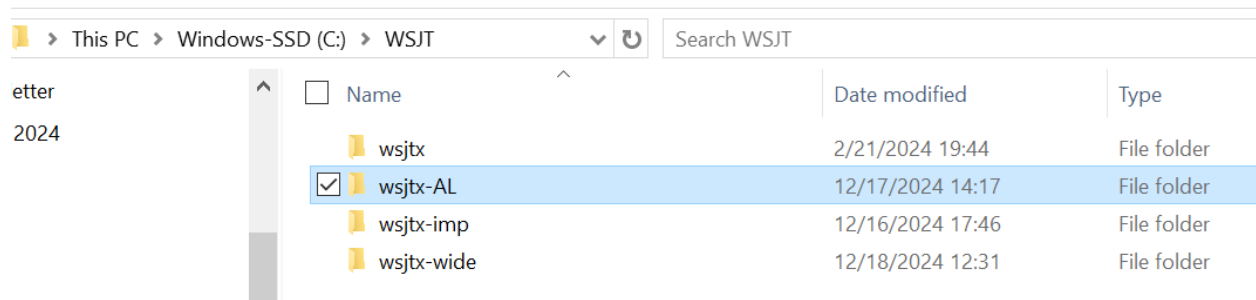 This PC > Windows-SSD (C:) > WSJT
Search WSJT
etter
2024
Name Date modified Type
wsjtx 2/21/2024 19:44 File folder
wsjtx-AL 12/17/2024 14:17 File folder
wsjtx-imp 12/16/2024 17:46 File folder
wsjtx-wide 12/18/2024 12:31 File folder